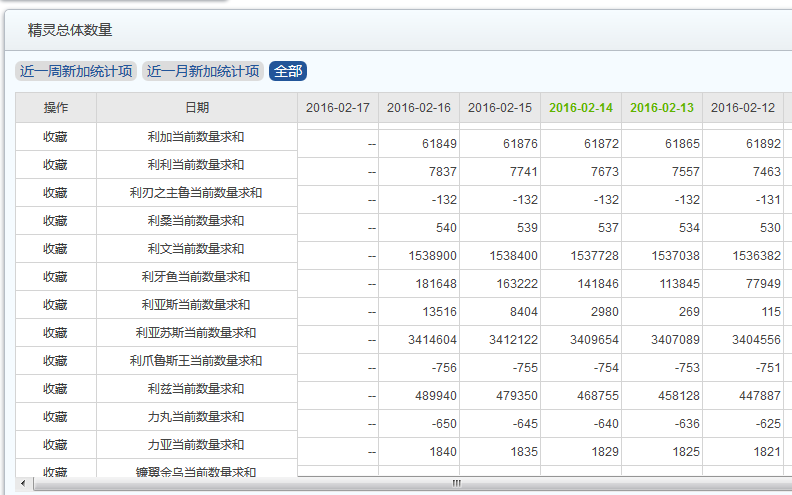 精灵总体数量
近一周新加统计项 近一月新加统计项 全部
操作 日期 2016-02-17 2016-02-16 2016-02-15 2016-02-14 2016-02-13 2016-02-12
收藏 利加当前数量求和 -- 61849 61876 61872 61865 61892
收藏 利利当前数量求和 -- 7837 7741 7673 7557 7463
收藏 利刃之主鲁当前数量求和 -- -132 -132 -132 -132 -131
收藏 利桑当前数量求和 -- 540 539 537 534 530
收藏 利文当前数量求和 -- 1538900 1538400 1537728 1537038 1536382
收藏 利牙鱼当前数量求和 -- 181648 163222 141846 113845 77949
收藏 利亚斯当前数量求和 -- 13516 8404 2980 269 115
收藏 利亚苏斯当前数量求和 -- 3414604 3412122 3409654 3407089 3404556
收藏 利爪鲁斯王当前数量求和 -- -756 -755 -754 -753 -751
收藏 利兹当前数量求和 -- 489940 479350 468755 458128 447887
收藏 力丸当前数量求和 -- -650 -645 -640 -636 -625
收藏 力亚当前数量求和 -- 1840 1835 1829 1825 1821
收藏 镰翼金乌当前数量求和